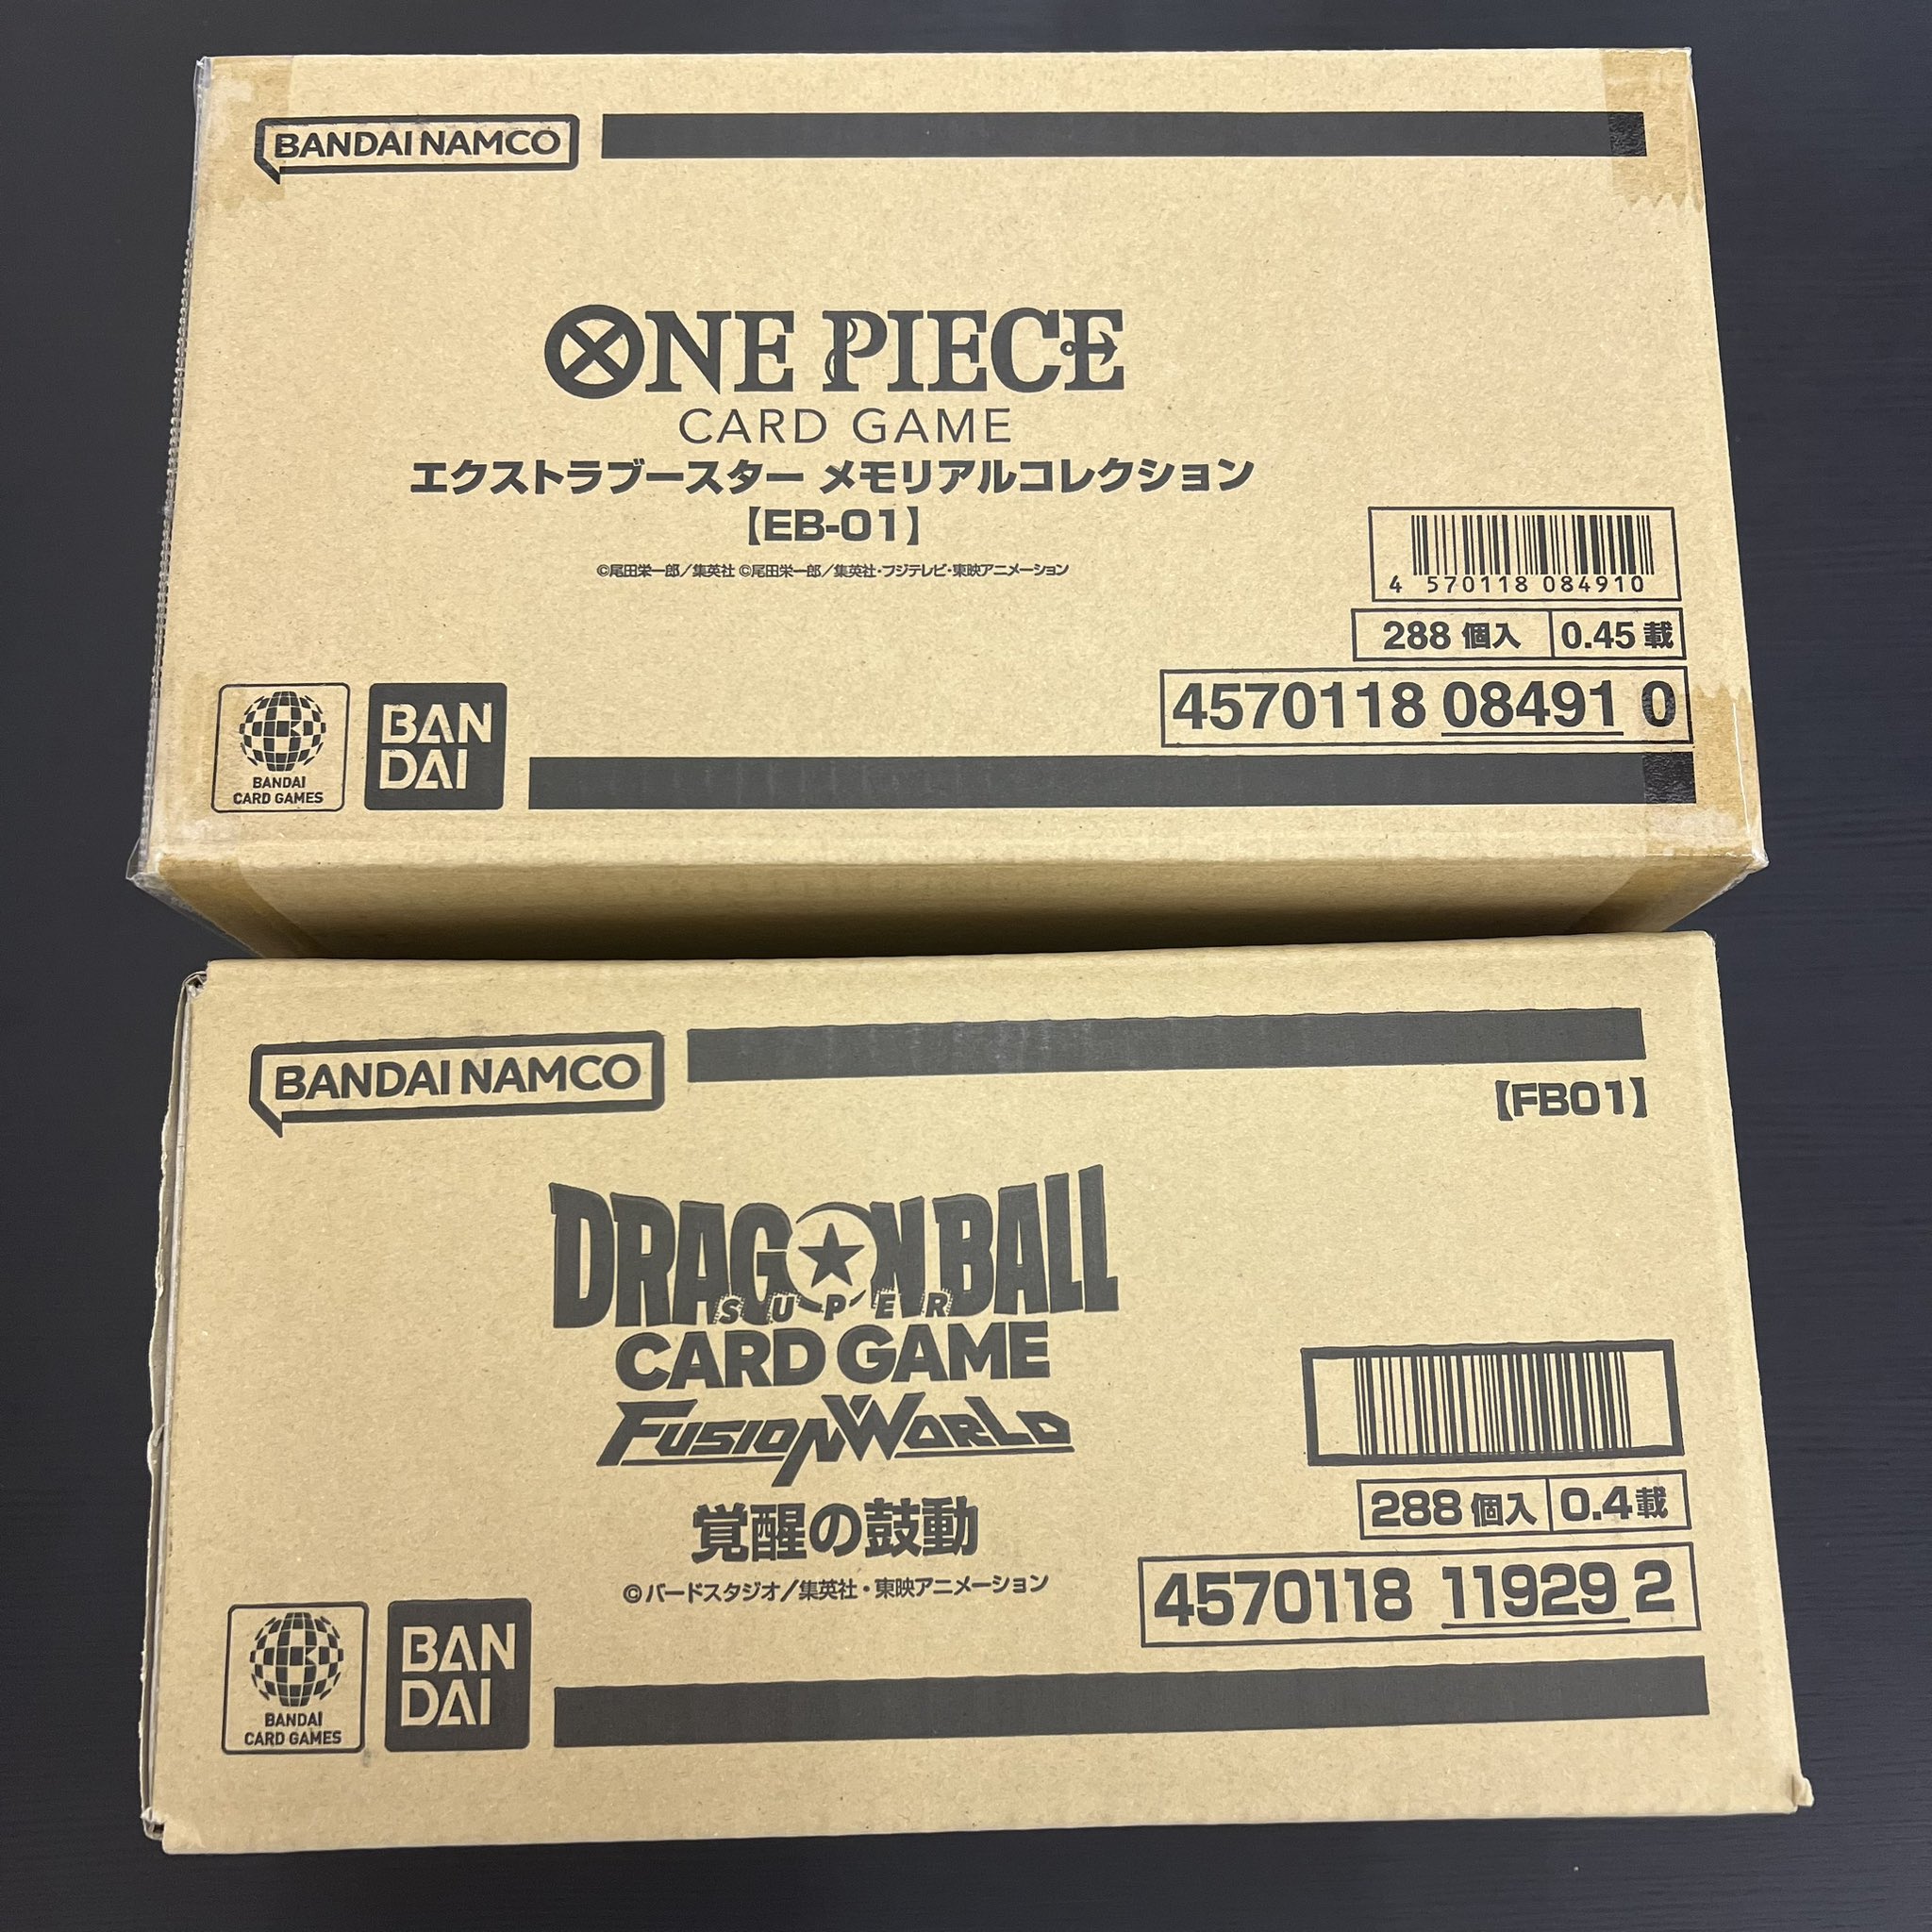 BANDAI NAMCO
ONE PIECE
CARD GAME
エクストラブースター メモリアルコレクション
【EB-01】
©尾田栄一郎／集英社 ©尾田栄一郎／集英社・フジテレビ・東映アニメーション
4 570118 084910
288 個入 0.45 載
4570118 08491 0
BANDAI
CARD GAMES
BAN
DAI
BANDAI NAMCO
【FB01】
DRAGON BALL
SUPER
CARD GAME
FUSION WORLD
覚醒の鼓動
©バードスタジオ／集英社・東映アニメーション
288 個入 0.4 載
4570118 11929 2
BANDAI
CARD GAMES
BAN
DAI